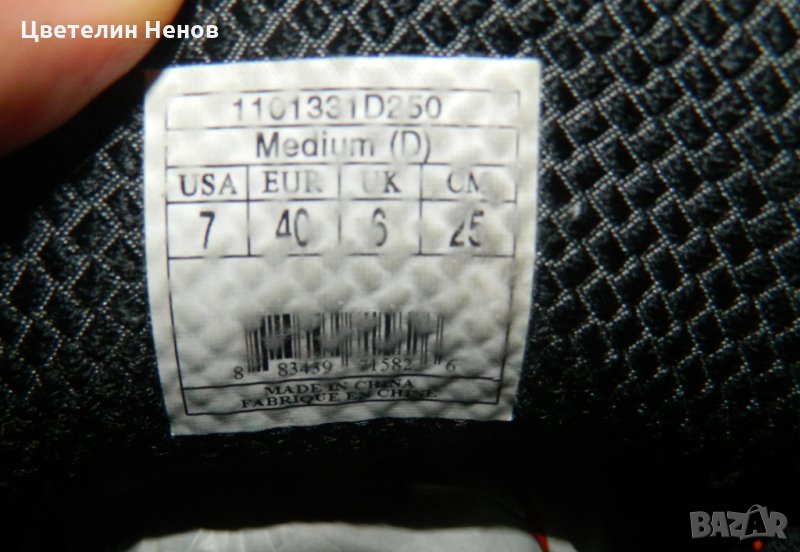 Цветелин Ненов
1101331D250
Medium (D)
USA EUR UK CM
7 40 6 25
8 83439 71582 6
MADE IN CHINA
FABRIQUE EN CHINE
BAZAR